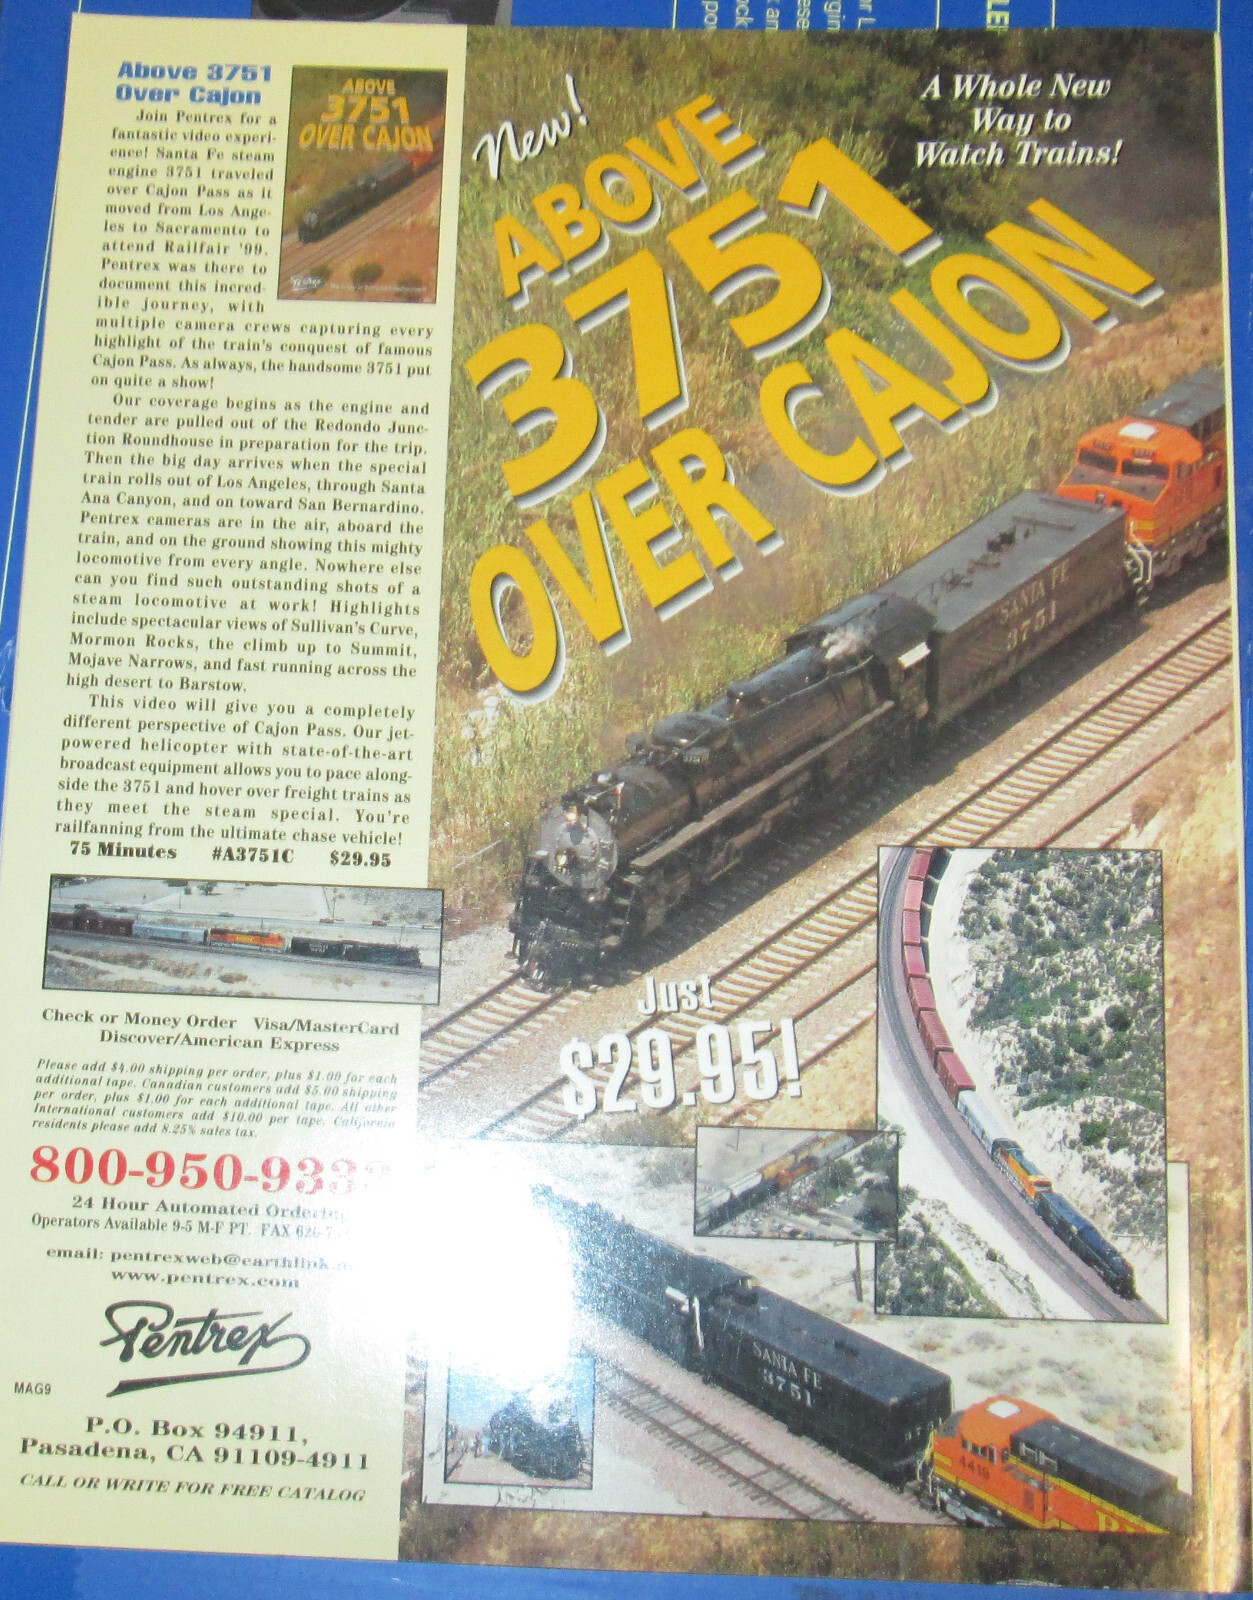 Above 3751
Over Cajon
Join Pentrex for a
fantastic video experi-
ence! Santa Fe steam
engine 3751 traveled
over Cajon Pass as it
moved from Los Ange-
les to Sacramento to
attend Railfair '99.
Pentrex was there to
document this incred-
ible journey, with
multiple camera crews capturing every
highlight of the train's conquest of famous
Cajon Pass. As always, the handsome 3751 put
on quite a show!
Our coverage begins as the engine and
tender are pulled out of the Redondo Junc-
tion Roundhouse in preparation for the trip.
Then the big day arrives when the special
train rolls out of Los Angeles, through Santa
Ana Canyon, and on toward San Bernardino.
Pentrex cameras are in the air, aboard the
train, and on the ground showing this mighty
locomotive from every angle. Nowhere else
can you find such outstanding shots of a
steam locomotive at work! Highlights
include spectacular views of Sullivan's Curve,
Mormon Rocks, the climb up to Summit,
Mojave Narrows, and fast running across the
high desert to Barstow.
This video will give you a completely
different perspective of Cajon Pass. Our jet-
powered helicopter with state-of-the-art
broadcast equipment allows you to pace along-
side the 3751 and hover over freight trains as
they meet the steam special. You're
railfanning from the ultimate chase vehicle!
75 Minutes #A3751C $29.95
Check or Money Order Visa/MasterCard
Discover/American Express
Please add $4.00 shipping per order, plus $1.00 for each
additional tape. Canadian customers add $5.00 shipping
per order, plus $1.00 for each additional tape. All other
International customers add $10.00 per tape. California
residents please add 8.25% sales tax.
800-950-933
24 Hour Automated Ordering
Operators Available 9-5 M-F PT. FAX 626-7
email: pentrexweb@earthlink.
www.pentrex.com
Pentrex
MAG9
P.O. Box 94911,
Pasadena, CA 91109-4911
CALL OR WRITE FOR FREE CATALOG
ABOVE
3751
OVER CAJON
New!
ABOVE
3751
OVER CAJON
A Whole New
Way to
Watch Trains!
SANTA FE
3751
Just
$29.95!
SANTA FE
3751
4419